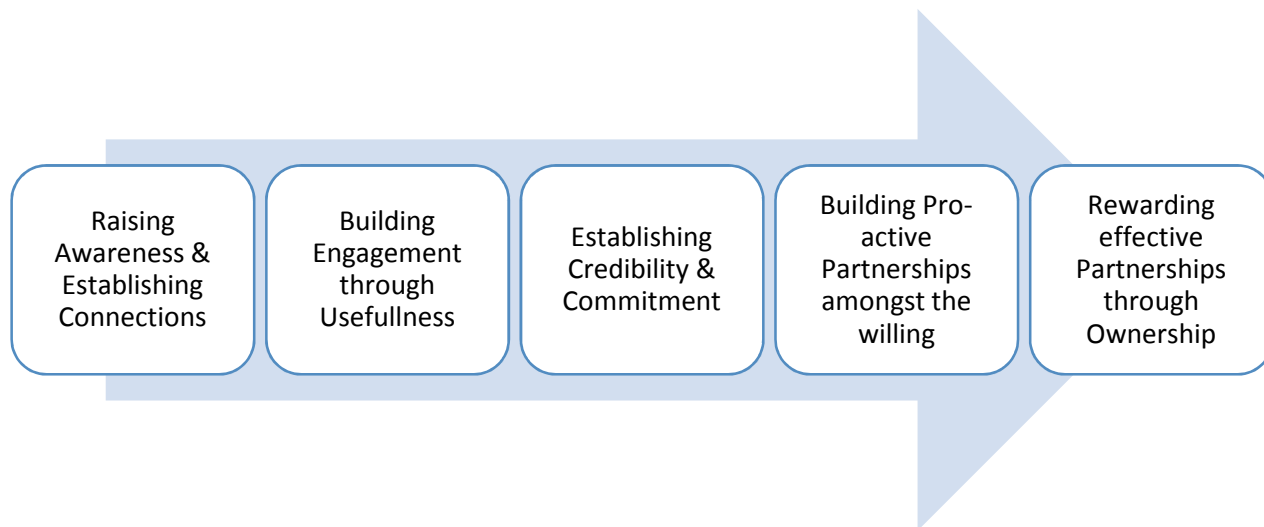 Raising
Awareness &
Establishing
Connections
Building
Engagement
through
Usefullness
Establishing
Credibility &
Commitment
Building Pro-
active
Partnerships
amongst the
willing
Rewarding
effective
Partnerships
through
Ownership